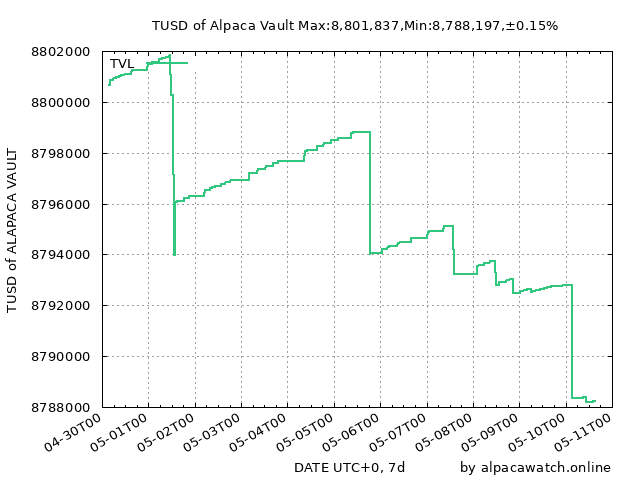 TUSD of Alpaca Vault Max:8,801,837,Min:8,788,197,±0.15%
8802000
TVL
8800000
8798000
8796000
8794000
8792000
8790000
8788000
TUSD of ALAPACA VAULT
04-30T00 05-01T00 05-02T00 05-03T00 05-04T00 05-05T00 05-06T00 05-07T00 05-08T00 05-09T00 05-10T00 05-11T00
DATE UTC+0, 7d by alpacawatch.online